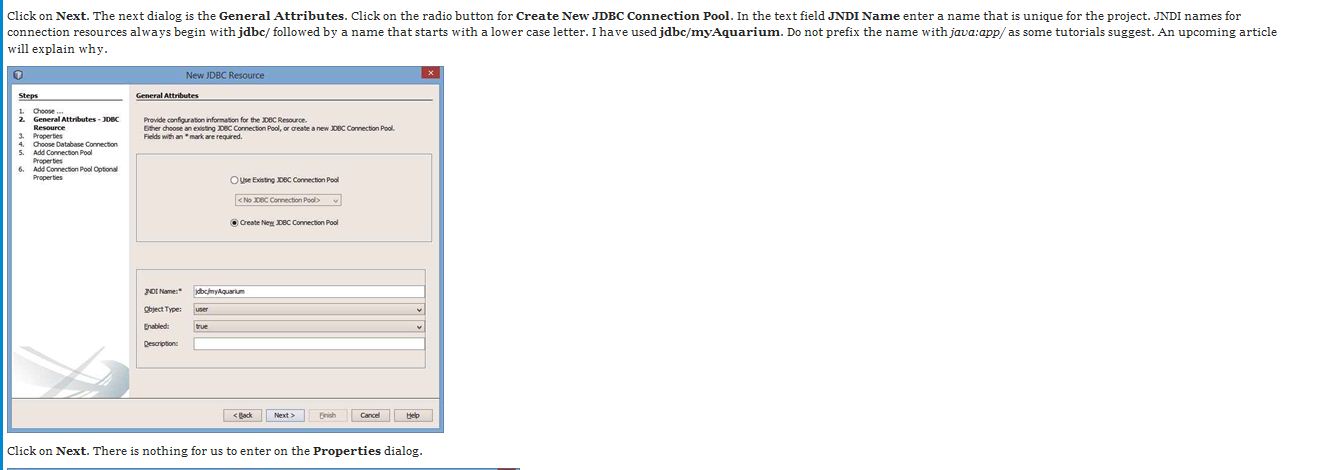 Click on Next. The next dialog is the General Attributes. Click on the radio button for Create New JDBC Connection Pool. In the text field JNDI Name enter a name that is unique for the project. JNDI names for
connection resources always begin with jdbc/ followed by a name that starts with a lower case letter. I have used jdbc/myAquarium. Do not prefix the name with java:app/ as some tutorials suggest. An upcoming article
will explain why.
New JDBC Resource
Steps
1. Choose ...
2. General Attributes - JDBC
Resource
3. Properties
4. Choose Database Connection
5. Add Connection Pool
Properties
6. Add Connection Pool Optional
Properties
General Attributes
Provide configuration information for the JDBC Resource.
Either choose an existing JDBC Connection Pool, or create a new JDBC Connection Pool.
Fields with an * mark are required.
Use Existing JDBC Connection Pool
< No JDBC Connection Pool>
Create New JDBC Connection Pool
JNDI Name:* jdbc/myAquarium
Object Type: user
Enabled: true
Description:
< Back Next > Finish Cancel Help
Click on Next. There is nothing for us to enter on the Properties dialog.